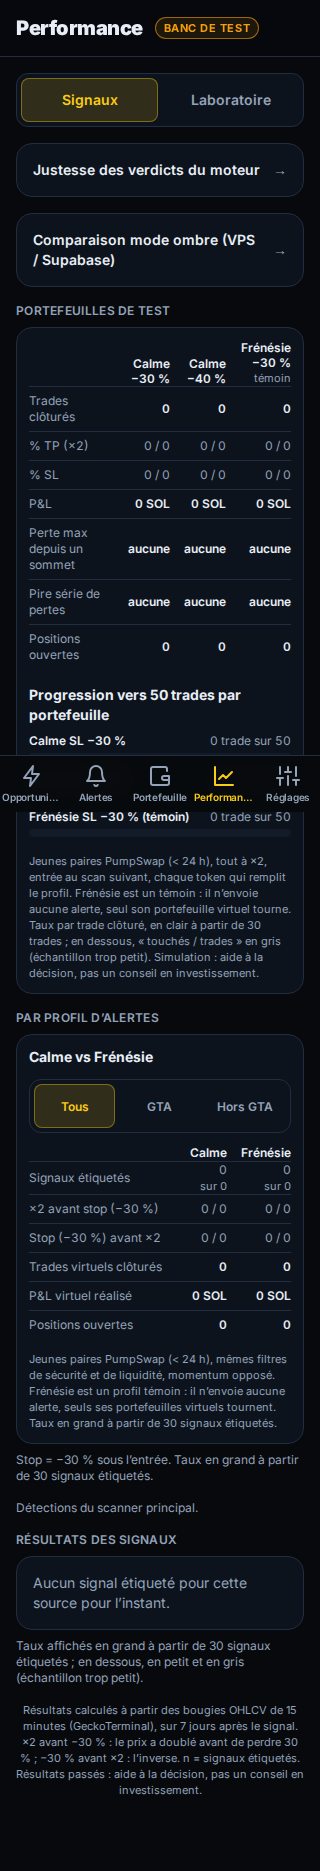 Performance BANC DE TEST
Signaux Laboratoire
Justesse des verdicts du moteur →
Comparaison mode ombre (VPS
/ Supabase) →
PORTEFEUILLES DE TEST
Calme −30 % Calme −40 % Frénésie −30 % témoin
Trades clôturés 0 0 0
% TP (×2) 0 / 0 0 / 0 0 / 0
% SL 0 / 0 0 / 0 0 / 0
P&L 0 SOL 0 SOL 0 SOL
Perte max depuis un sommet aucune aucune aucune
Pire série de pertes aucune aucune aucune
Positions ouvertes 0 0 0
Progression vers 50 trades par
portefeuille
Calme SL −30 % 0 trade sur 50
Opportuni… Alertes Portefeuille Performan… Réglages
Frénésie SL −30 % (témoin) 0 trade sur 50
Jeunes paires PumpSwap (< 24 h), tout à ×2,
entrée au scan suivant, chaque token qui remplit
le profil. Frénésie est un témoin : il n’envoie
aucune alerte, seul son portefeuille virtuel tourne.
Taux par trade clôturé, en clair à partir de 30
trades ; en dessous, « touchés / trades » en gris
(échantillon trop petit). Simulation : aide à la
décision, pas un conseil en investissement.
PAR PROFIL D’ALERTES
Calme vs Frénésie
Tous GTA Hors GTA
Calme Frénésie
Signaux étiquetés 0 sur 0 0 sur 0
×2 avant stop (−30 %) 0 / 0 0 / 0
Stop (−30 %) avant ×2 0 / 0 0 / 0
Trades virtuels clôturés 0 0
P&L virtuel réalisé 0 SOL 0 SOL
Positions ouvertes 0 0
Jeunes paires PumpSwap (< 24 h), mêmes filtres
de sécurité et de liquidité, momentum opposé.
Frénésie est un profil témoin : il n’envoie aucune
alerte, seuls ses portefeuilles virtuels tournent.
Taux en grand à partir de 30 signaux étiquetés.
Stop = −30 % sous l’entrée. Taux en grand à partir
de 30 signaux étiquetés.
Détections du scanner principal.
RÉSULTATS DES SIGNAUX
Aucun signal étiqueté pour cette
source pour l’instant.
Taux affichés en grand à partir de 30 signaux
étiquetés ; en dessous, en petit et en gris
(échantillon trop petit).
Résultats calculés à partir des bougies OHLCV de 15
minutes (GeckoTerminal), sur 7 jours après le signal.
×2 avant −30 % : le prix a doublé avant de perdre 30
% ; −30 % avant ×2 : l’inverse. n = signaux étiquetés.
Résultats passés : aide à la décision, pas un conseil en
investissement.